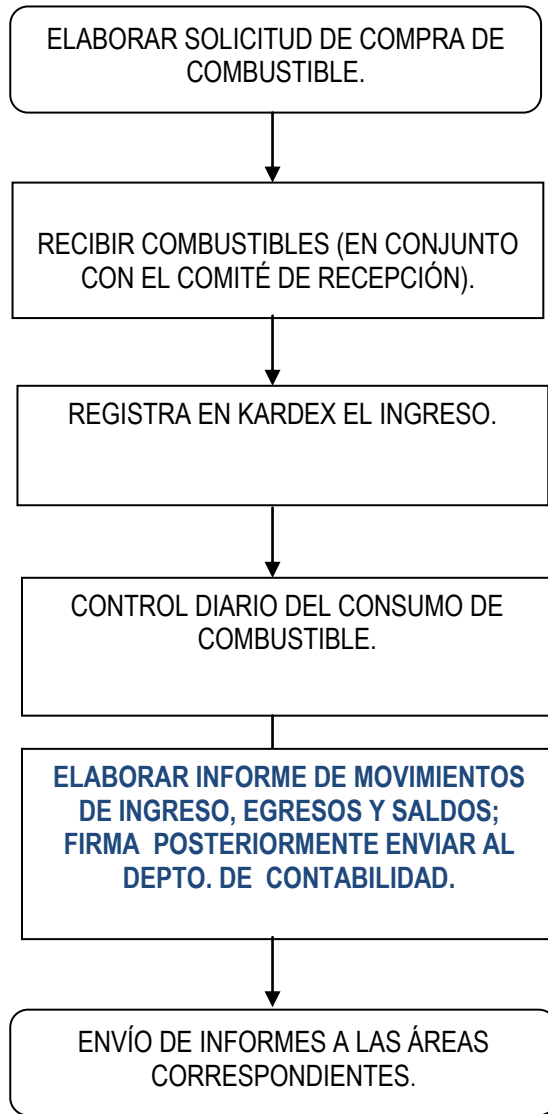 ELABORAR SOLICITUD DE COMPRA DE
COMBUSTIBLE.
RECIBIR COMBUSTIBLES (EN CONJUNTO
CON EL COMITÉ DE RECEPCIÓN).
REGISTRA EN KARDEX EL INGRESO.
CONTROL DIARIO DEL CONSUMO DE
COMBUSTIBLE.
ELABORAR INFORME DE MOVIMIENTOS
DE INGRESO, EGRESOS Y SALDOS;
FIRMA POSTERIORMENTE ENVIAR AL
DEPTO. DE CONTABILIDAD.
ENVÍO DE INFORMES A LAS ÁREAS
CORRESPONDIENTES.